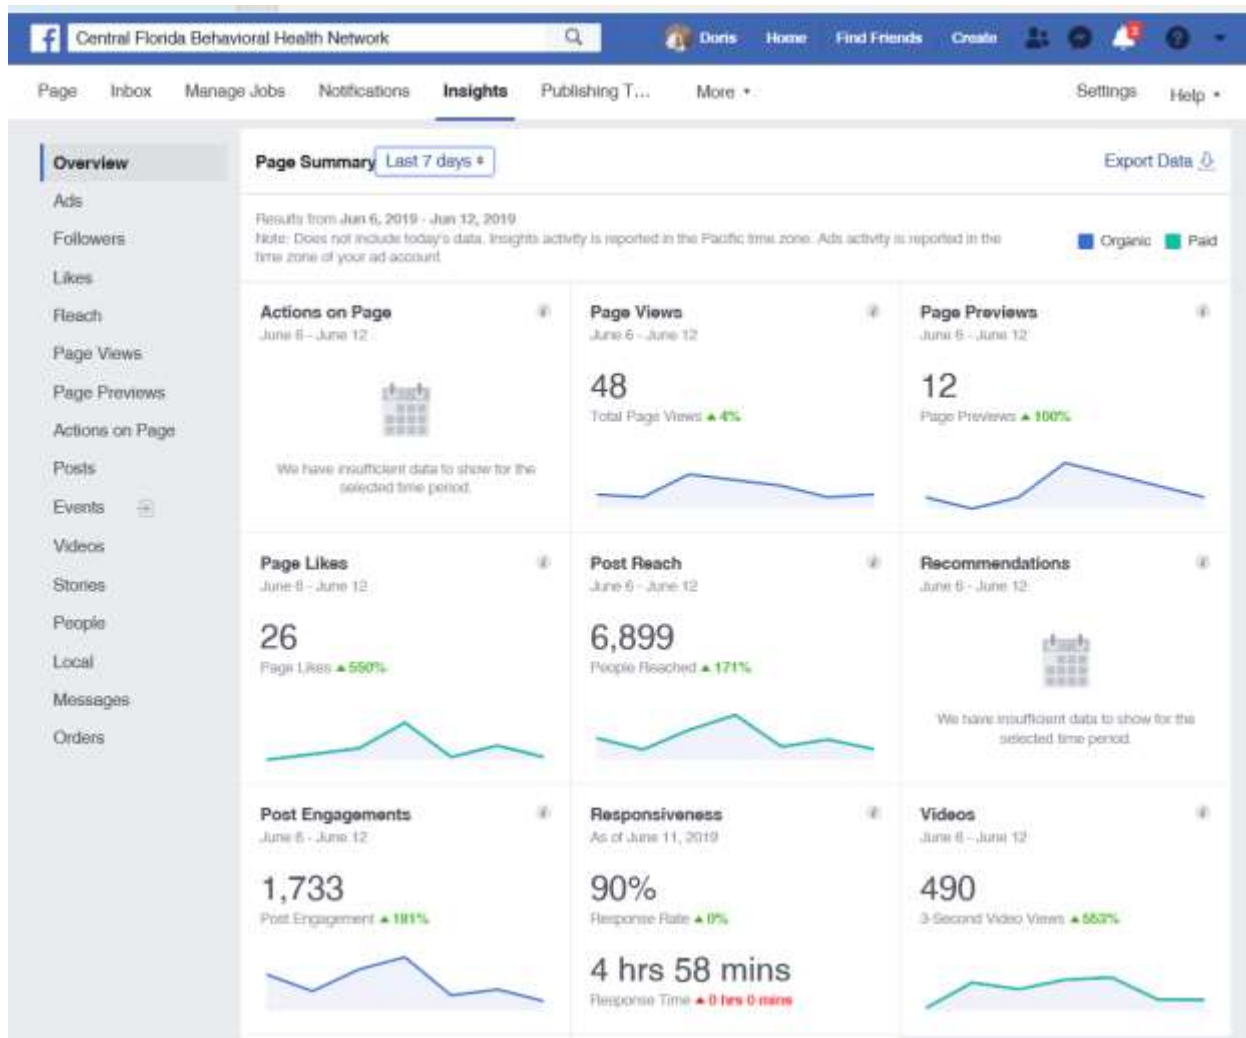 f Central Florida Behavioral Health Network Doris Home Find Friends Create 2 ?
Page Inbox Manage Jobs Notifications Insights Publishing T... More Settings Help
Overview
Ads
Followers
Likes
Reach
Page Views
Page Previews
Actions on Page
Posts
Events
Videos
Stories
People
Local
Messages
Orders
Page Summary Last 7 days Export Data
Results from Jun 6, 2019 - Jun 12, 2019
Note: Does not include today's data. Insights activity is reported in the Pacific time zone. Ads activity is reported in the
time zone of your ad account.
Organic Paid
Actions on Page
June 6 - June 12
We have insufficient data to show for the
selected time period.
Page Views
June 6 - June 12
48
Total Page Views 4%
Page Previews
June 6 - June 12
12
Page Previews 100%
Page Likes
June 6 - June 12
26
Page Likes 550%
Post Reach
June 6 - June 12
6,899
People Reached 171%
Recommendations
June 6 - June 12
We have insufficient data to show for the
selected time period.
Post Engagements
June 6 - June 12
1,733
Post Engagement 191%
Responsiveness
As of June 11, 2019
90%
Response Rate 0%
4 hrs 58 mins
Response Time 0 hrs 0 mins
Videos
June 6 - June 12
490
3-Second Video Views 553%